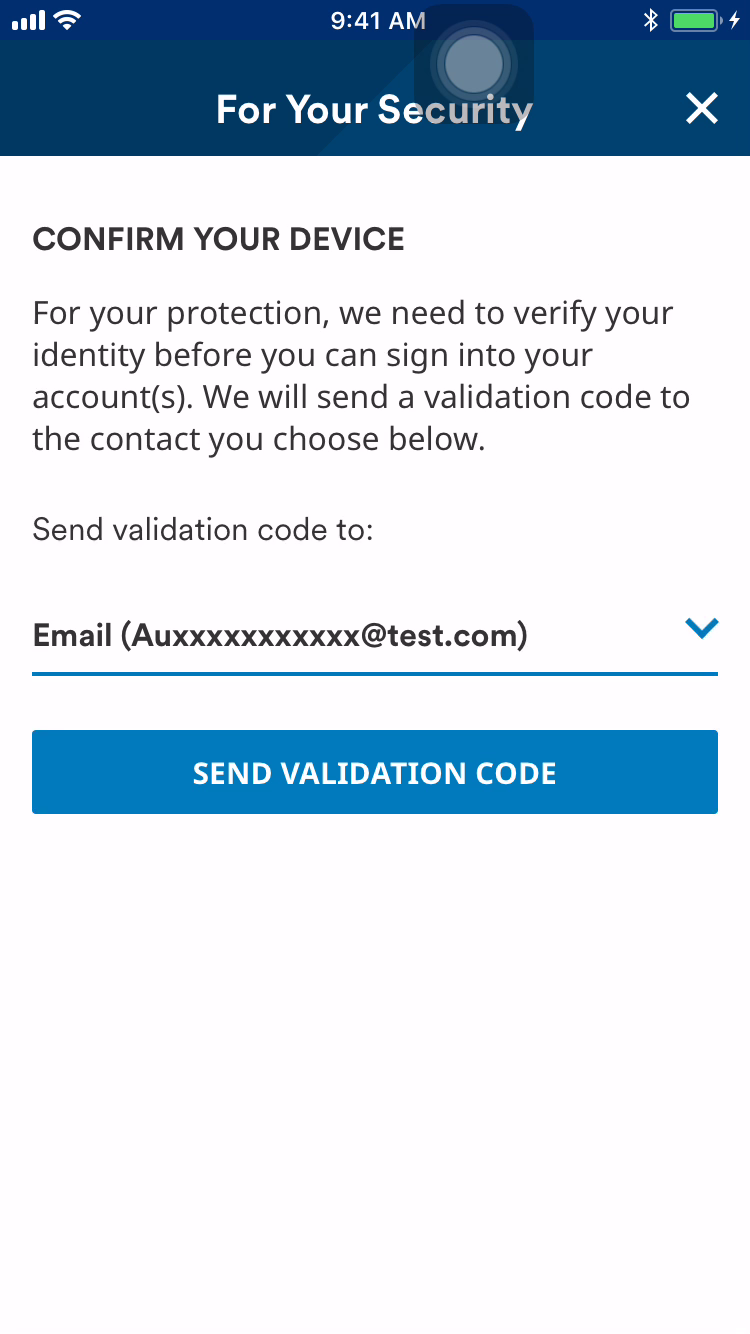 9:41 AM
For Your Security
CONFIRM YOUR DEVICE
For your protection, we need to verify your
identity before you can sign into your
account(s). We will send a validation code to
the contact you choose below.
Send validation code to:
Email (Auxxxxxxxxxxx@test.com)
SEND VALIDATION CODE